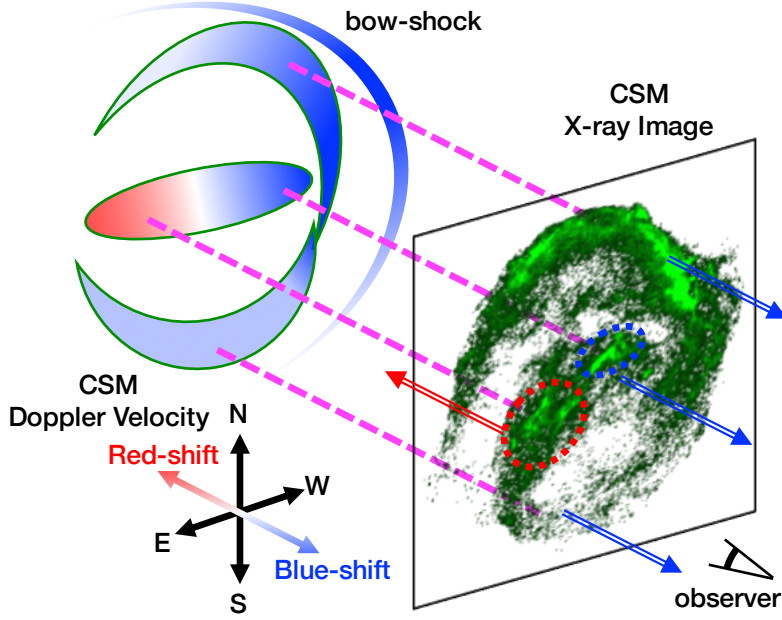 bow-shock
CSM
X-ray Image
CSM
Doppler Velocity
N
Red-shift
W
E
Blue-shift
S
observer